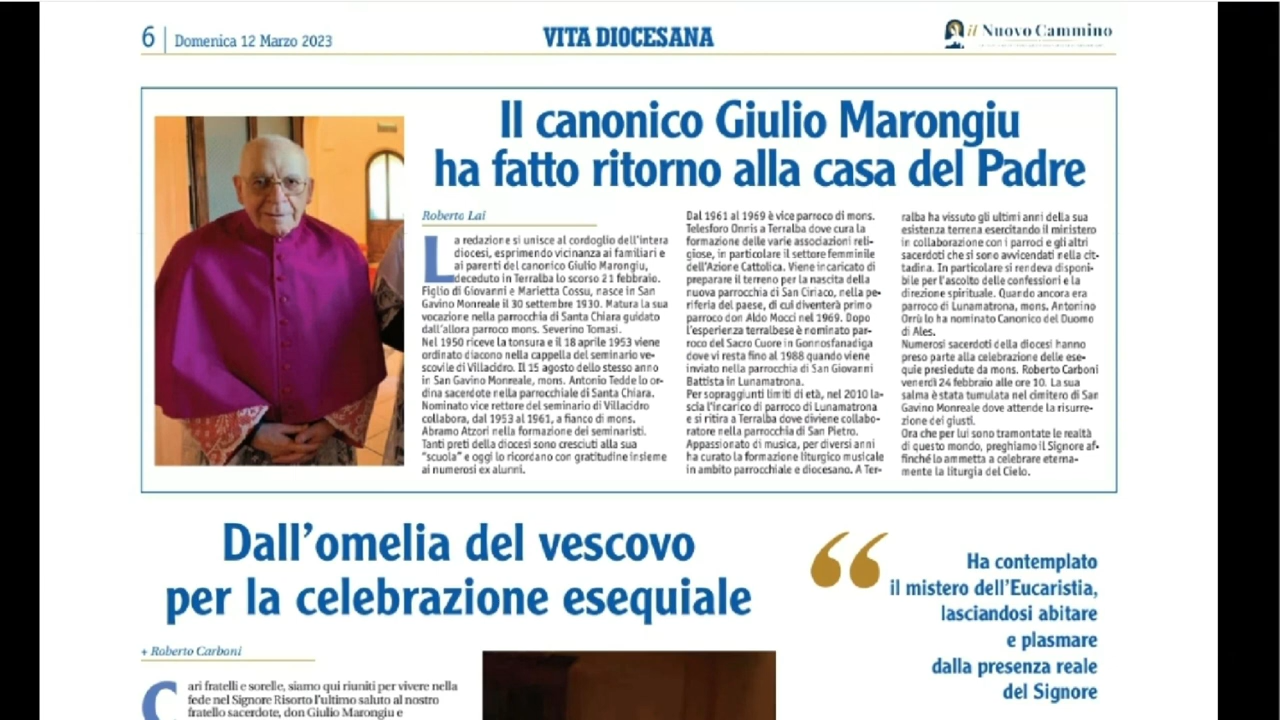 6 Domenica 12 Marzo 2023
VITA DIOCESANA
il Nuovo Cammino
Il canonico Giulio Marongiu
ha fatto ritorno alla casa del Padre
Roberto Lai
La redazione si unisce al cordoglio dell'intera
diocesi, esprimendo vicinanza ai familiari e
ai parenti del canonico Giulio Marongiu,
deceduto in Terralba lo scorso 21 febbraio.
Figlio di Giovanni e Marietta Cossu, nasce in San
Gavino Monreale il 30 settembre 1930. Matura la sua
vocazione nella parrocchia di Santa Chiara guidato
dall'allora parroco mons. Severino Tomasi.
Nel 1950 riceve la tonsura e il 18 aprile 1953 viene
ordinato diacono nella cappella del seminario ve-
scovile di Villacidro. Il 15 agosto dello stesso anno
in San Gavino Monreale, mons. Antonio Tedde lo or-
dina sacerdote nella parrocchiale di Santa Chiara.
Nominato vice rettore del seminario di Villacidro
collabora, dal 1953 al 1961, a fianco di mons.
Abramo Atzori nella formazione dei seminaristi.
Tanti preti della diocesi sono cresciuti alla sua
"scuola" e oggi lo ricordano con gratitudine insieme
ai numerosi ex alunni.
Dal 1961 al 1969 è vice parroco di mons.
Telesforo Onnis a Terralba dove cura la
formazione delle varie associazioni reli-
giose, in particolare il settore femminile
dell'Azione Cattolica. Viene incaricato di
preparare il terreno per la nascita della
nuova parrocchia di San Ciriaco, nella pe-
riferia del paese, di cui diventerà primo
parroco don Aldo Mocci nel 1969. Dopo
l'esperienza terralbese è nominato par-
roco del Sacro Cuore in Gonnosfanadiga
dove vi resta fino al 1988 quando viene
inviato nella parrocchia di San Giovanni
Battista in Lunamatrona.
Per sopraggiunti limiti di età, nel 2010 la-
scia l'incarico di parroco di Lunamatrona
e si ritira a Terralba dove diviene collabo-
ratore nella parrocchia di San Pietro.
Appassionato di musica, per diversi anni
ha curato la formazione liturgico musicale
in ambito parrocchiale e diocesano. A Ter-
ralba ha vissuto gli ultimi anni della sua
esistenza terrena esercitando il ministero
in collaborazione con i parroci e gli altri
sacerdoti che si sono avvicendati nella cit-
tadina. In particolare si rendeva disponi-
bile per l'ascolto delle confessioni e la
direzione spirituale. Quando ancora era
parroco di Lunamatrona, mons. Antonino
Orrù lo ha nominato Canonico del Duomo
di Ales.
Numerosi sacerdoti della diocesi hanno
preso parte alla celebrazione delle ese-
quie presiedute da mons. Roberto Carboni
venerdì 24 febbraio alle ore 10. La sua
salma è stata tumulata nel cimitero di San
Gavino Monreale dove attende la risurre-
zione dei giusti.
Ora che per lui sono tramontate le realtà
di questo mondo, preghiamo il Signore af-
finché lo ammetta a celebrare eterna-
mente la liturgia del Cielo.
Dall'omelia del vescovo
per la celebrazione esequiale
+ Roberto Carboni
Cari fratelli e sorelle, siamo qui riuniti per vivere nella
fede nel Signore Risorto l'ultimo saluto al nostro
fratello sacerdote, don Giulio Marongiu e
“
Ha contemplato
il mistero dell'Eucaristia,
lasciandosi abitare
e plasmare
dalla presenza reale
del Signore